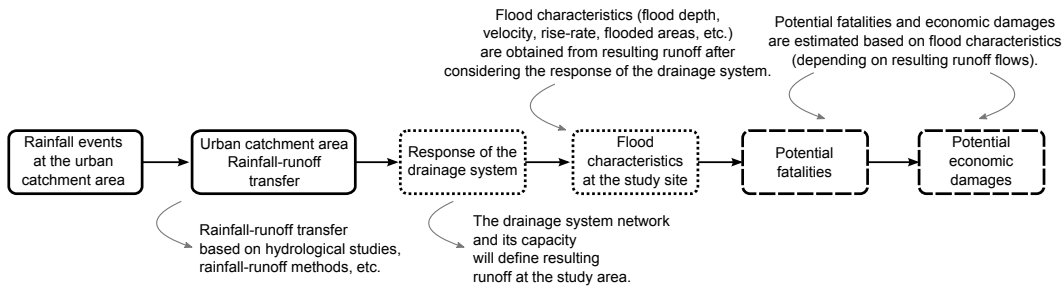 Flood characteristics (flood depth,
velocity, rise-rate, flooded areas, etc.)
are obtained from resulting runoff after
considering the response of the drainage system.
Potential fatalities and economic damages
are estimated based on flood characteristics
(depending on resulting runoff flows).
Rainfall events
at the urban
catchment area
Urban catchment area
Rainfall-runoff
transfer
Response of the
drainage system
Flood
characteristics
at the study site
Potential
fatalities
Potential
economic
damages
Rainfall-runoff transfer
based on hydrological studies,
rainfall-runoff methods, etc.
The drainage system network
and its capacity
will define resulting
runoff at the study area.